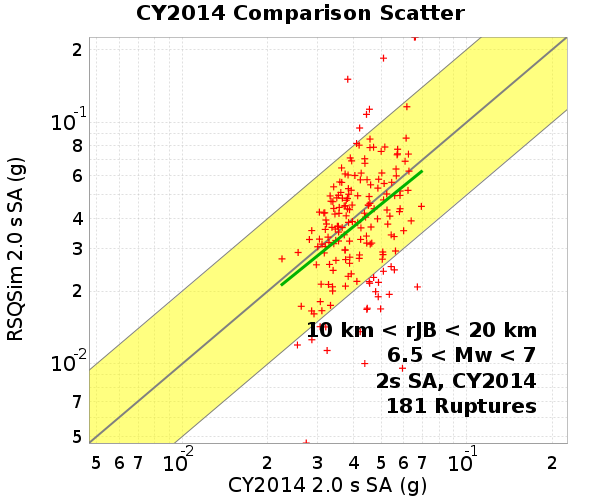 CY2014 Comparison Scatter
RSQSim 2.0 s SA (g)
2
10-1
8
6
4
3
2
10-2
7
5
10 km < rJB < 20 km
6.5 < Mw < 7
2s SA, CY2014
181 Ruptures
5 6 7 10-2 2 3 4 5 6 7 10-1 2
CY2014 2.0 s SA (g)